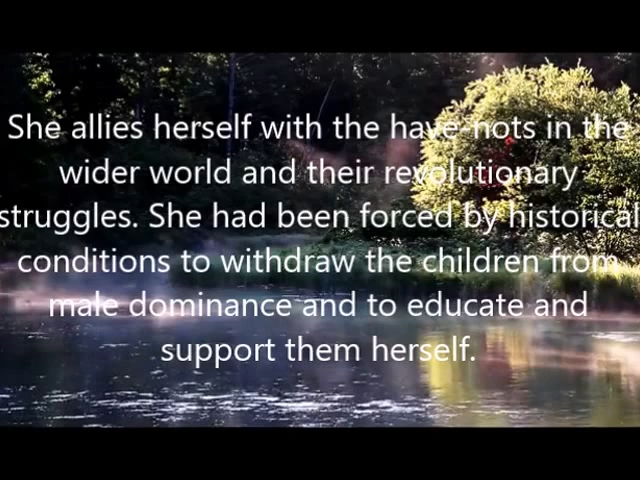 She allies herself with the have-nots in the
wider world and their revolutionary
struggles. She had been forced by historical
conditions to withdraw the children from
male dominance and to educate and
support them herself.